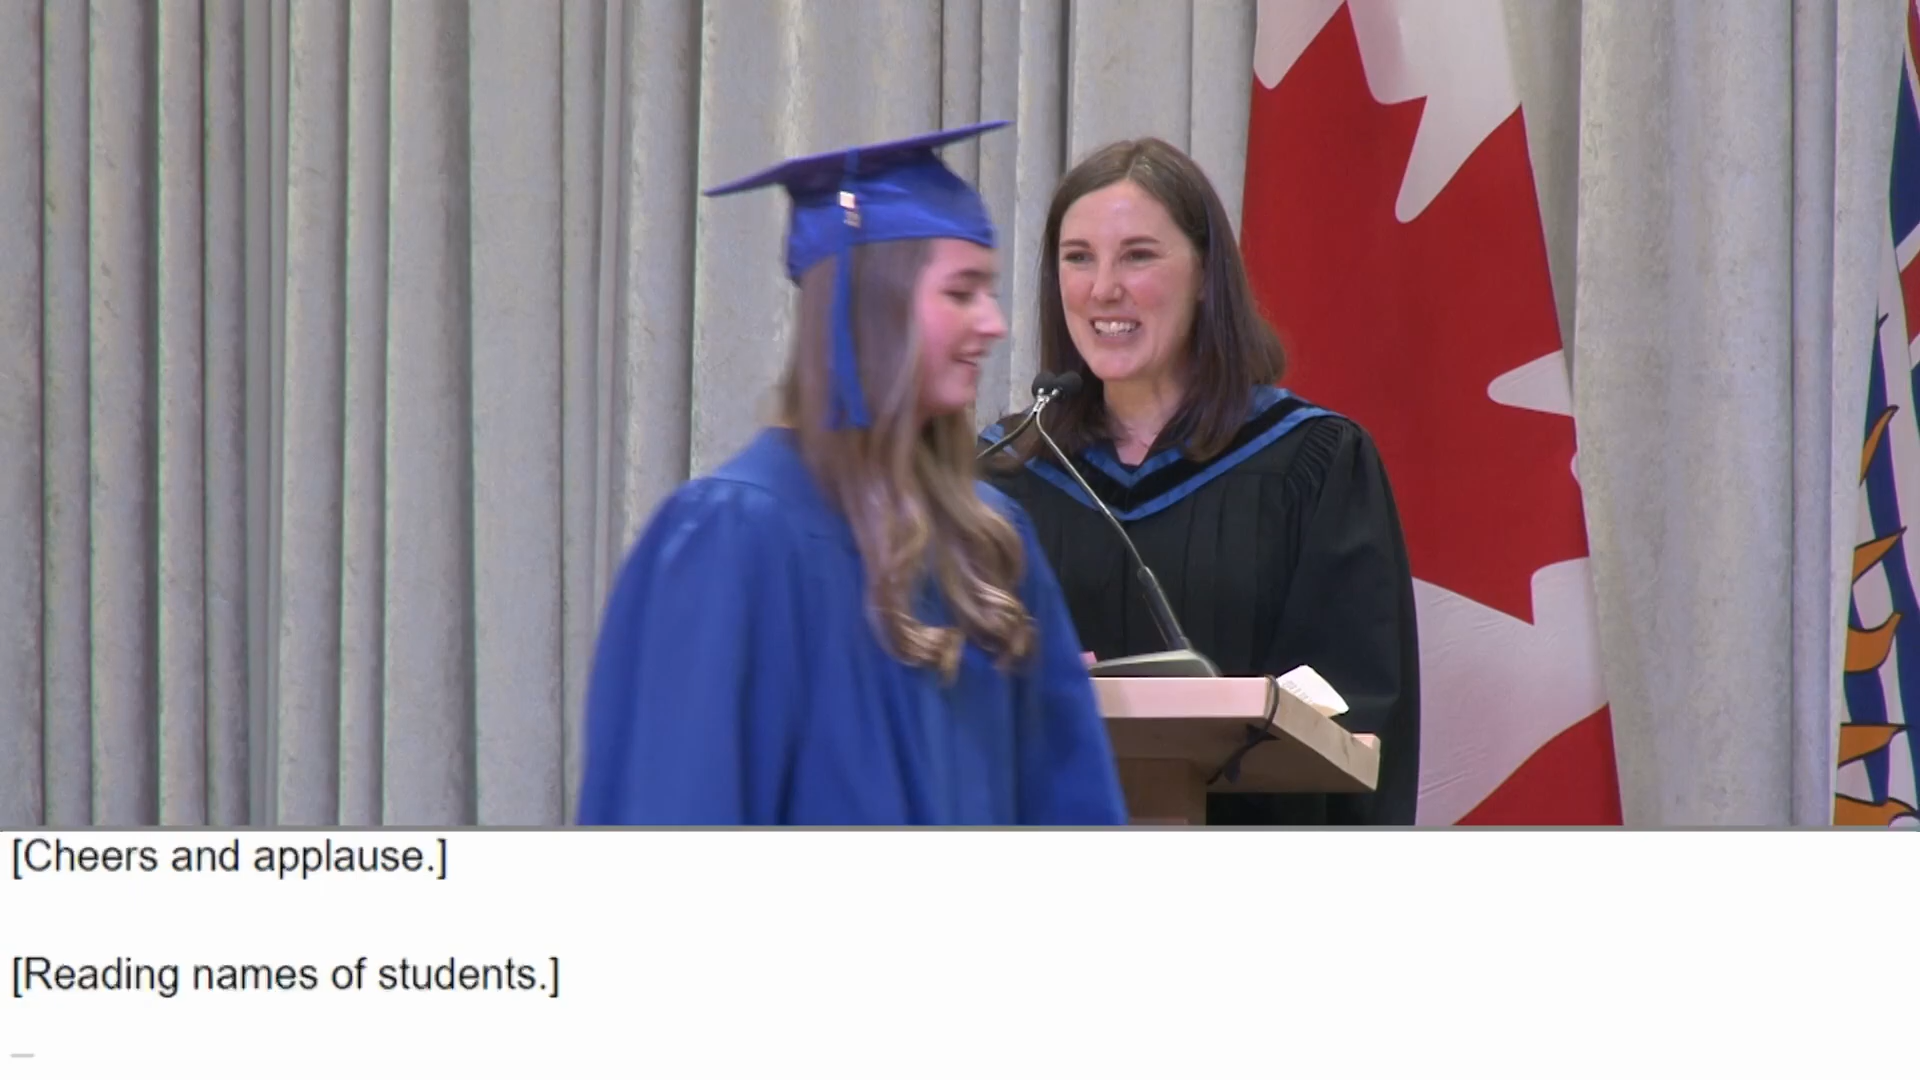 [Cheers and applause.]
[Reading names of students.]